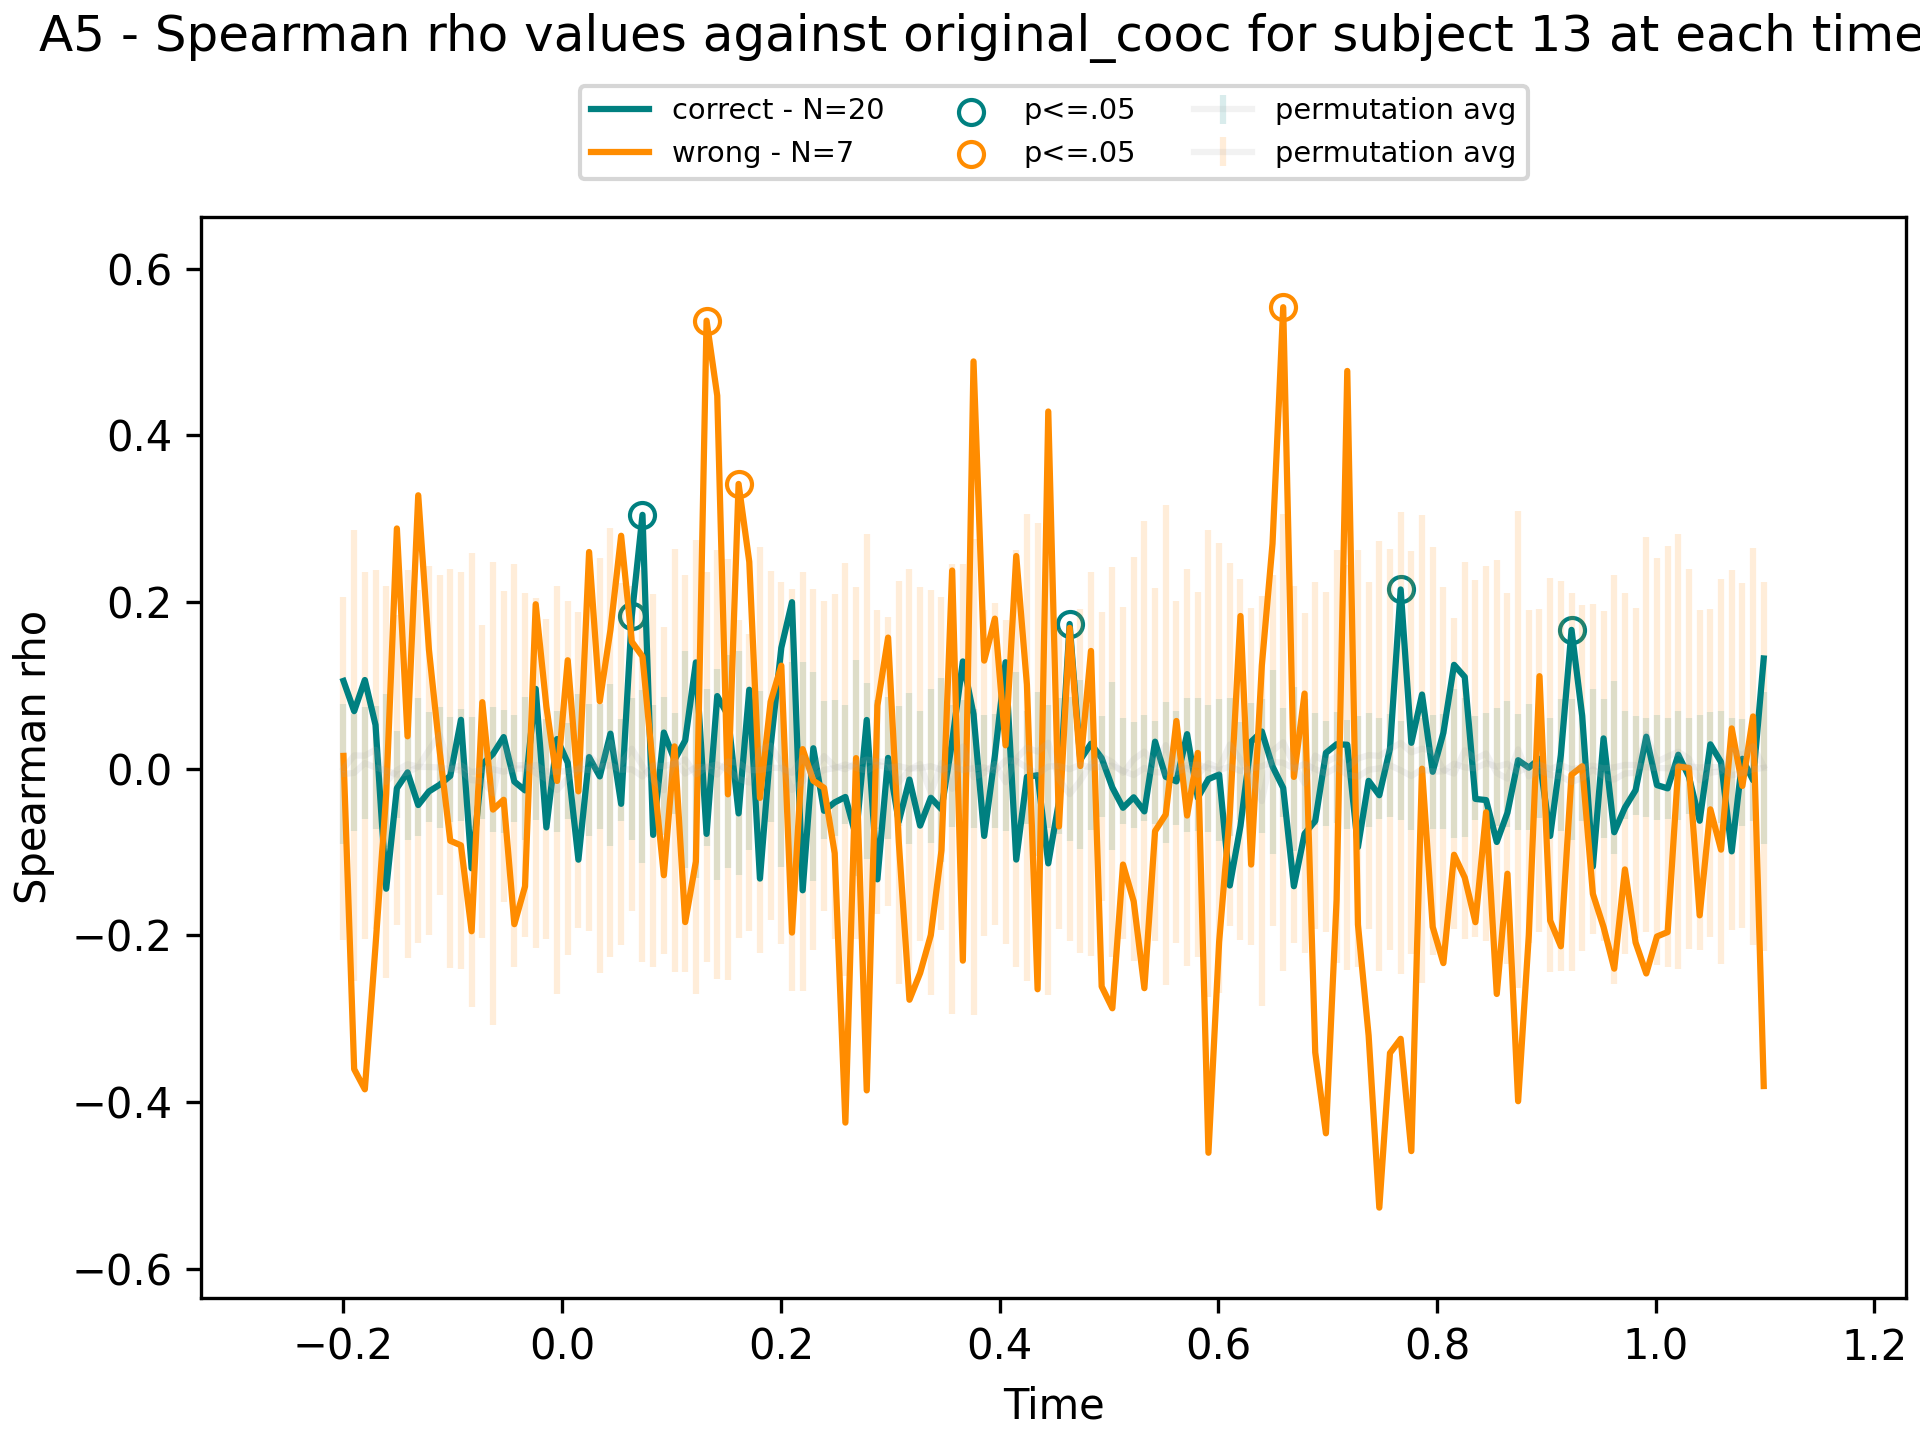 A5 - Spearman rho values against original_cooc for subject 13 at each time
correct - N=20
wrong - N=7
p<=.05
p<=.05
permutation avg
permutation avg
Spearman rho
0.6
0.4
0.2
0.0
−0.2
−0.4
−0.6
−0.2 0.0 0.2 0.4 0.6 0.8 1.0 1.2
Time